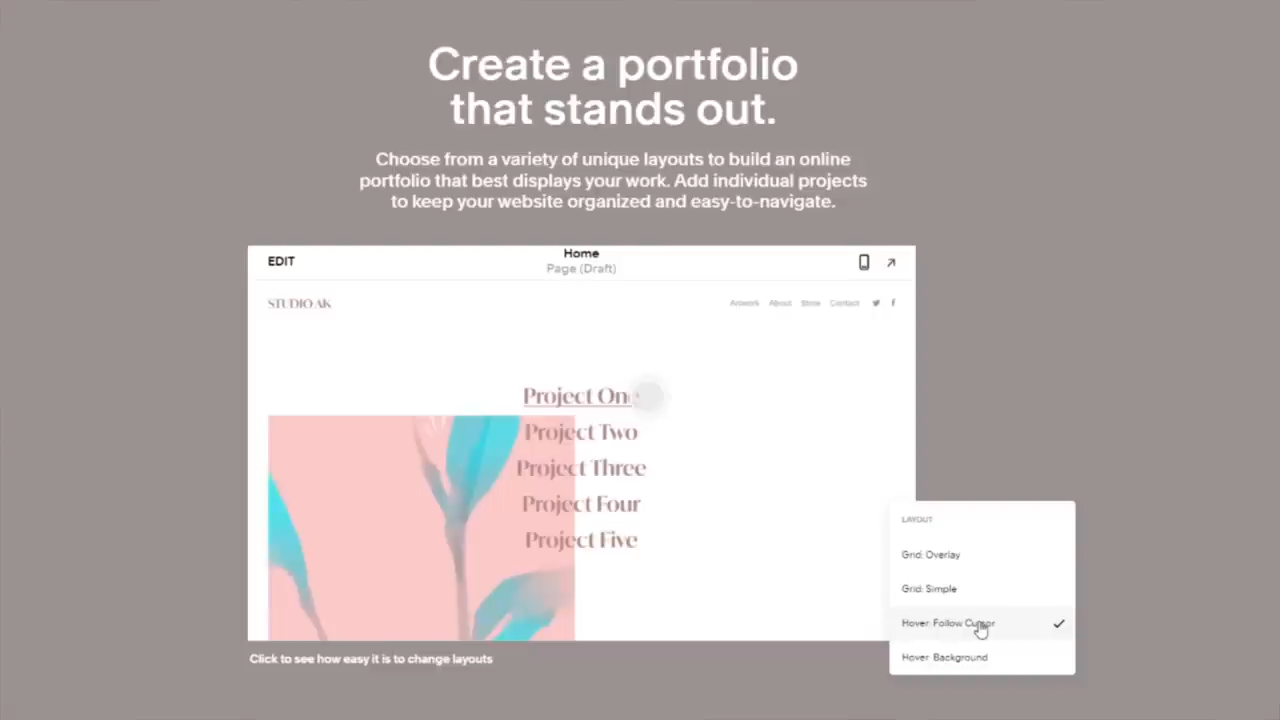 Create a portfolio
that stands out.
Choose from a variety of unique layouts to build an online
portfolio that best displays your work. Add individual projects
to keep your website organized and easy-to-navigate.
EDIT
Home
Page (Draft)
STUDIO AK
Artwork About Store Contact
Project One
Project Two
Project Three
Project Four
Project Five
LAYOUT
Grid: Overlay
Grid: Simple
Hover: Follow Cursor
Hover: Background
Click to see how easy it is to change layouts